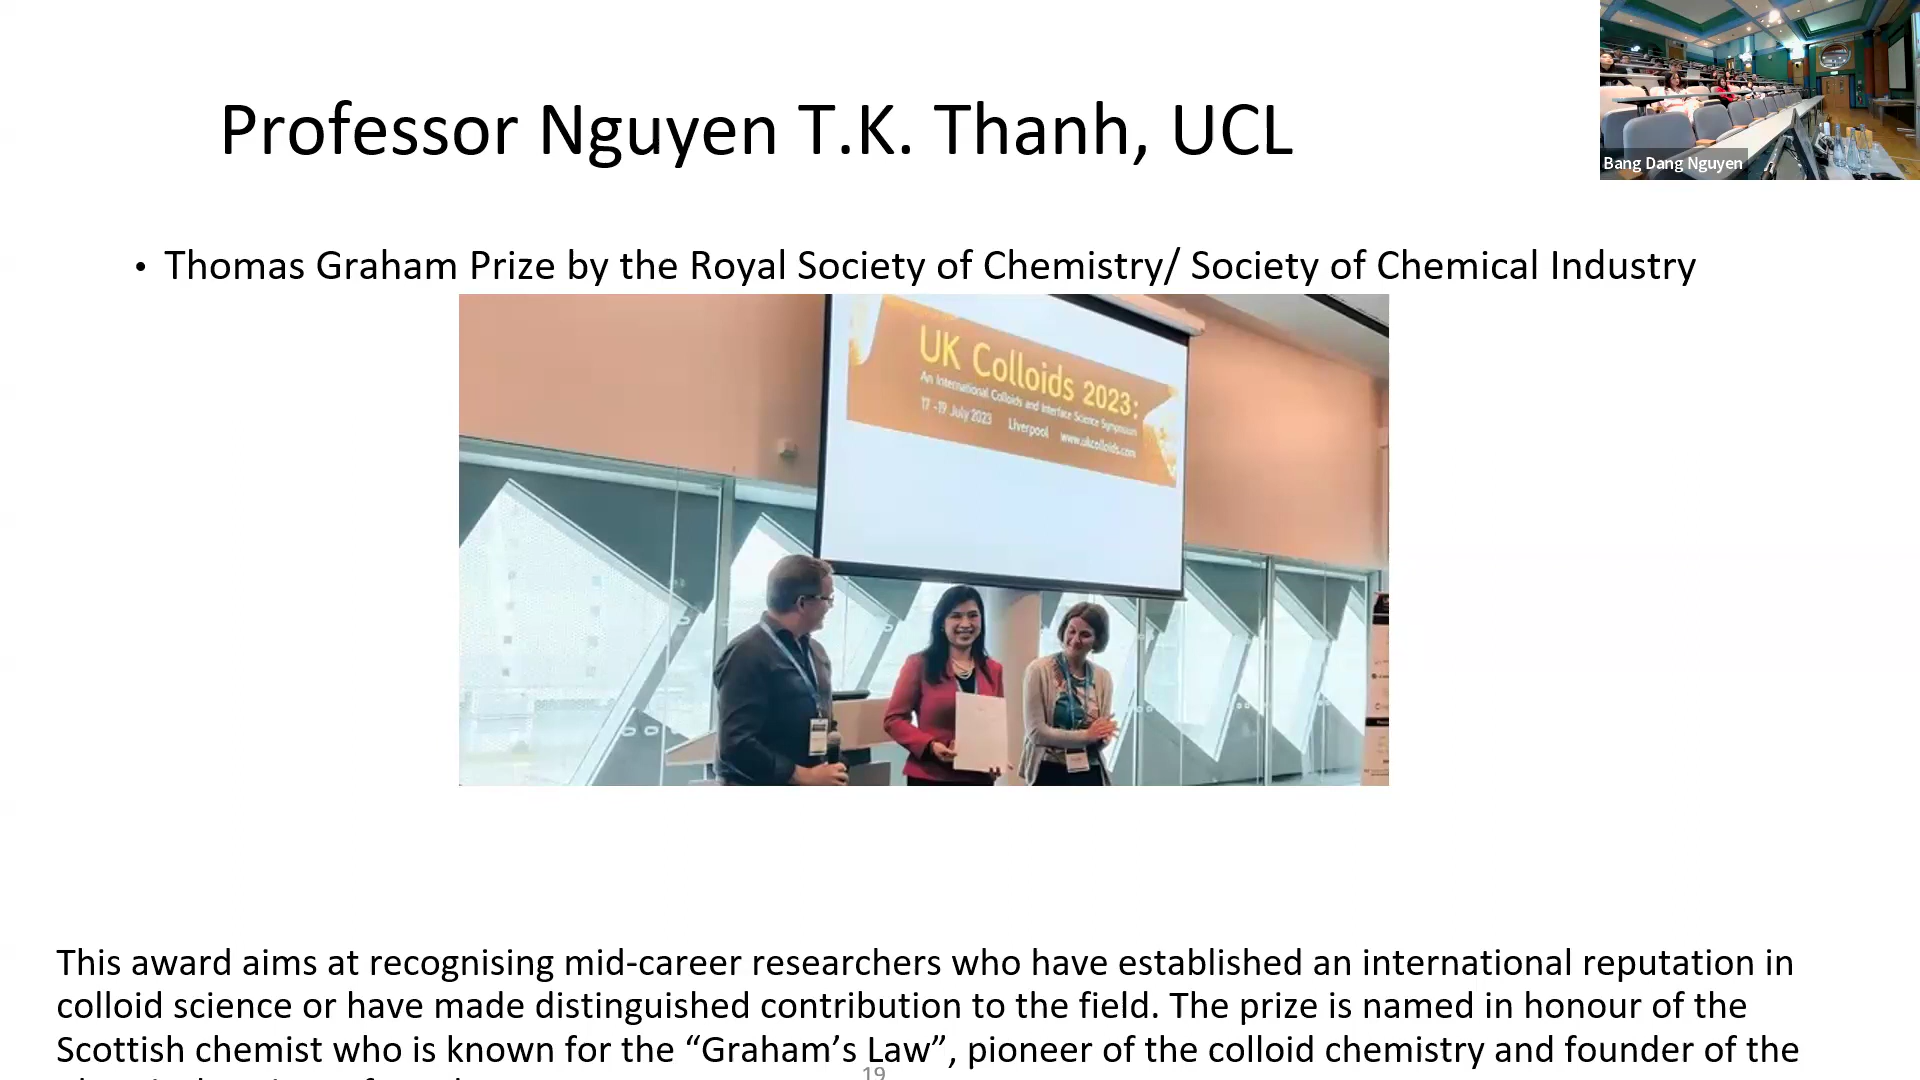 Professor Nguyen T.K. Thanh, UCL
Bang Dang Nguyen
• Thomas Graham Prize by the Royal Society of Chemistry/ Society of Chemical Industry
UK Colloids 2023:
An International Colloids and Interface Science Symposium
17 -19 July 2023 Liverpool www.ukcolloids.com
This award aims at recognising mid-career researchers who have established an international reputation in
colloid science or have made distinguished contribution to the field. The prize is named in honour of the
Scottish chemist who is known for the “Graham’s Law”, pioneer of the colloid chemistry and founder of the
19